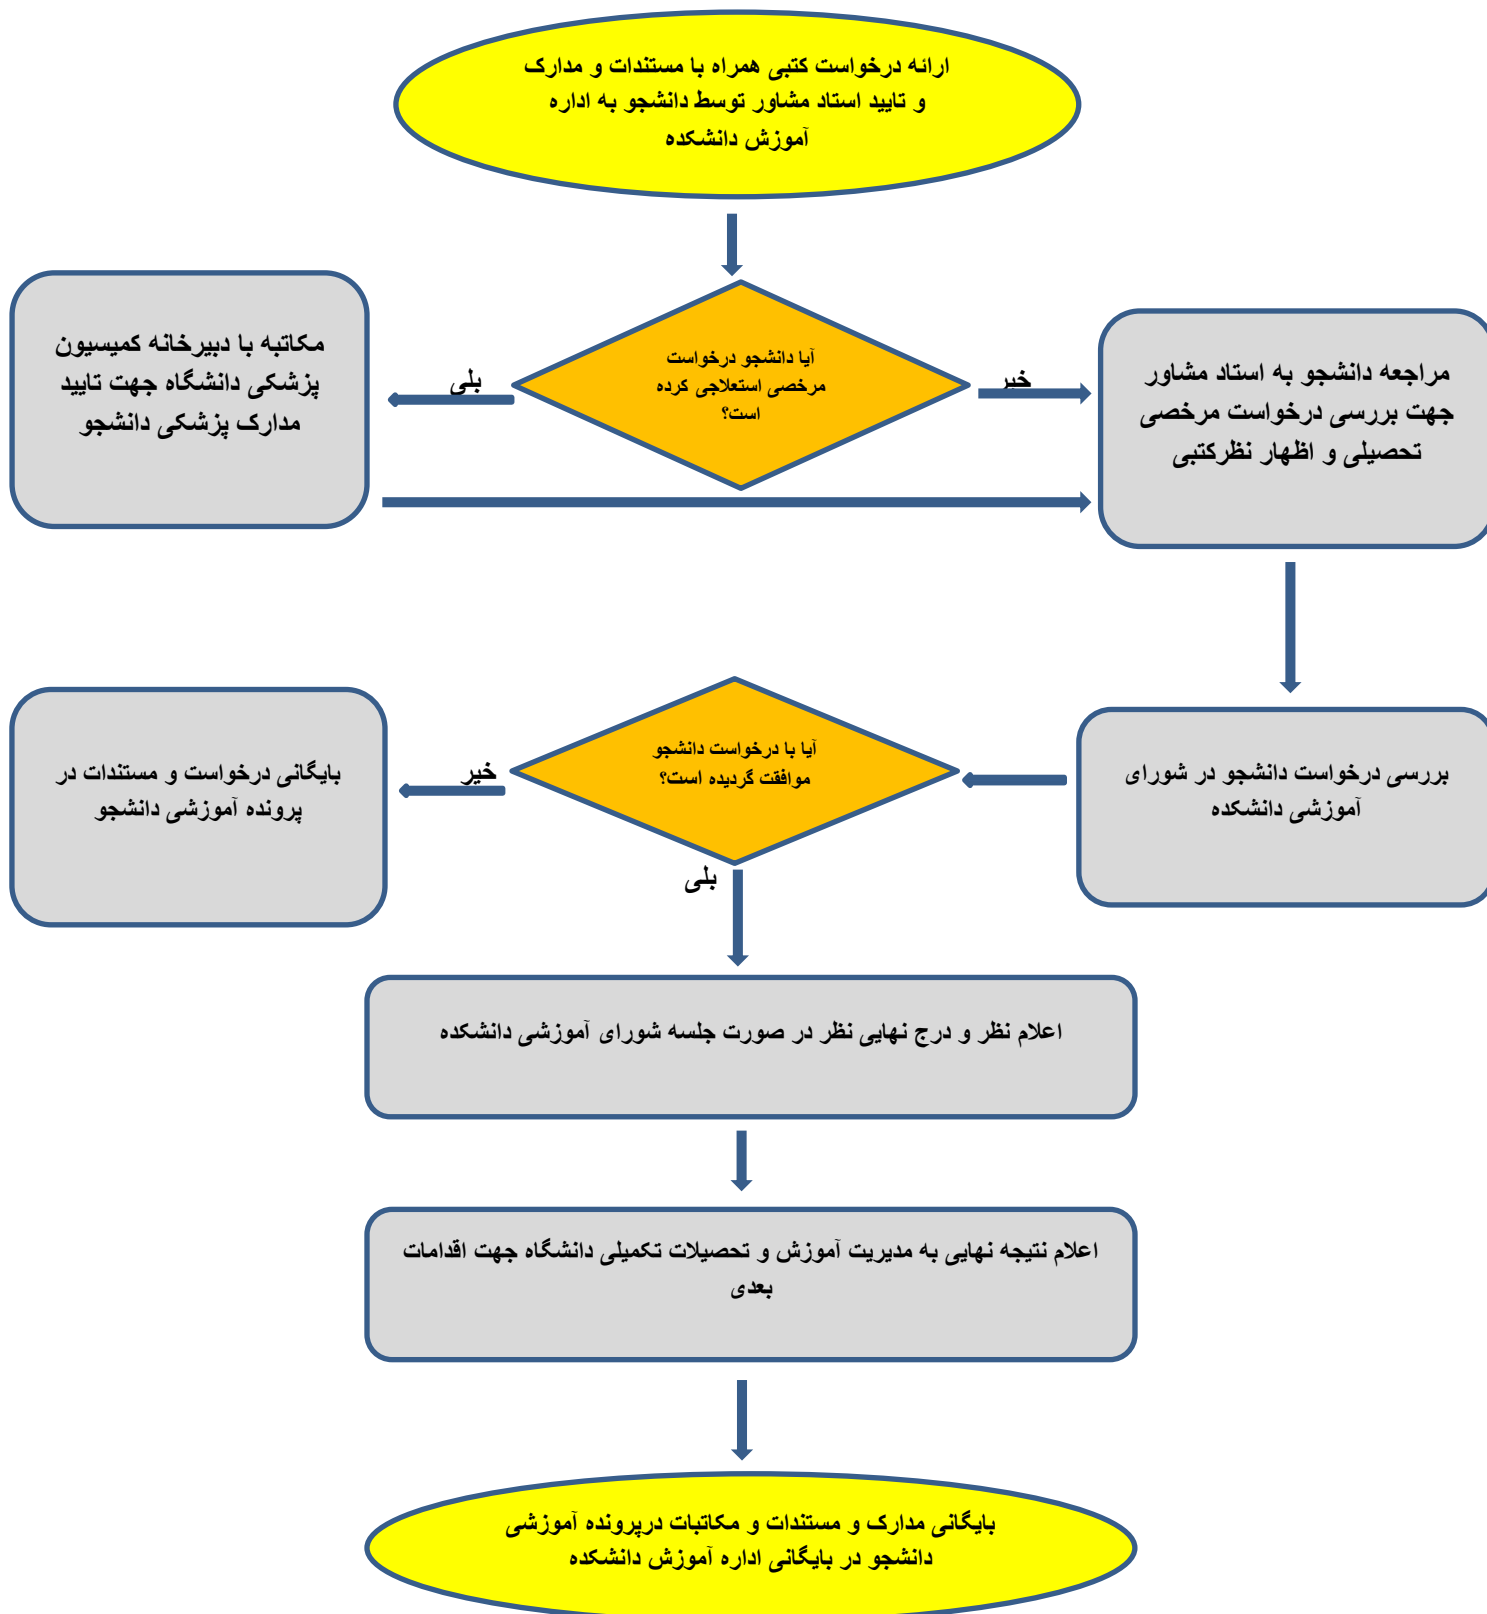 ارائه درخواست کتبی همراه با مستندات و مدارک
و تایید استاد مشاور توسط دانشجو به اداره
آموزش دانشکده
آیا دانشجو درخواست
مرخصی استعلاجی کرده
است؟
خیر
بلی
مراجعه دانشجو به استاد مشاور
جهت بررسی درخواست مرخصی
تحصیلی و اظهار نظرکتبی
مکاتبه با دبیرخانه کمیسیون
پزشکی دانشگاه جهت تایید
مدارک پزشکی دانشجو
بررسی درخواست دانشجو در شورای
آموزشی دانشکده
آیا با درخواست دانشجو
موافقت گردیده است؟
خیر
بلی
بایگانی درخواست و مستندات در
پرونده آموزشی دانشجو
اعلام نظر و درج نهایی نظر در صورت جلسه شورای آموزشی دانشکده
اعلام نتیجه نهایی به مدیریت آموزش و تحصیلات تکمیلی دانشگاه جهت اقدامات
بعدی
بایگانی مدارک و مستندات و مکاتبات درپرونده آموزشی
دانشجو در بایگانی اداره آموزش دانشکده